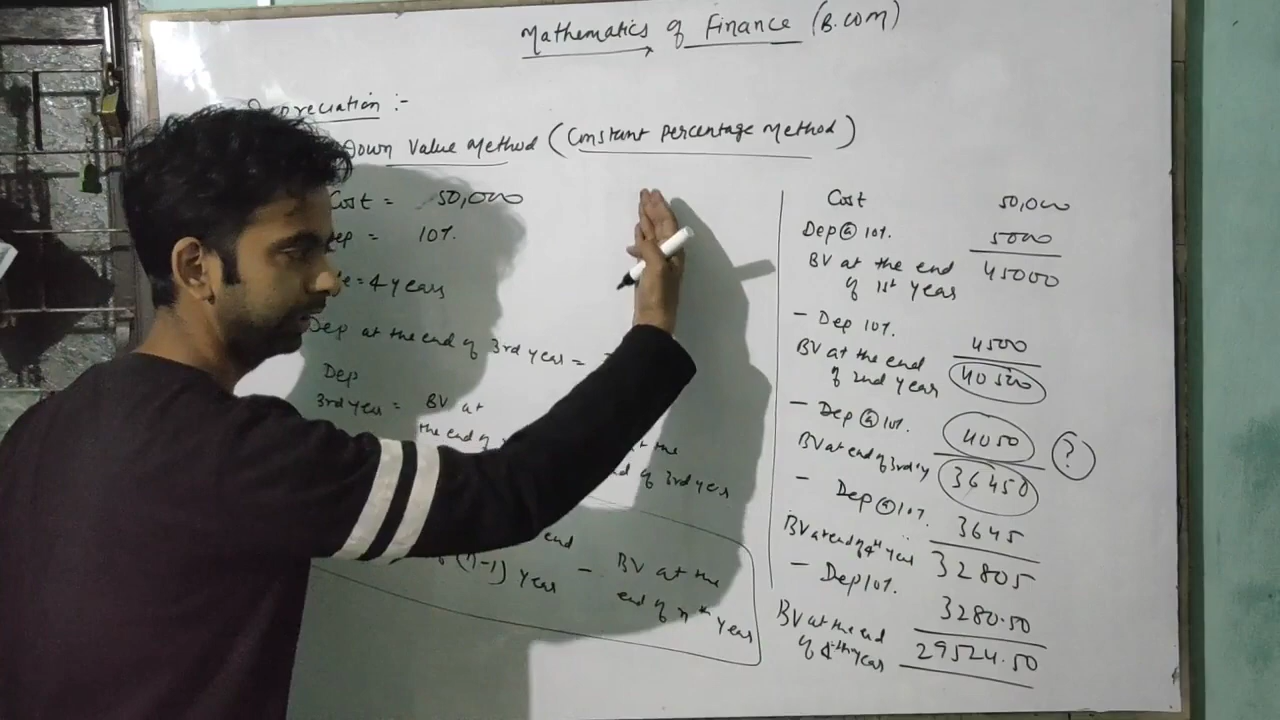 Mathematics of Finance (B.COM)
Depreciation :-
Down Value Method (Constant Percentage Method)
Cost = 50,000
Dep = 10%
= 4 years
Dep at the end of 3rd year =
Dep
3rd year = BV at
the end of
the
end of 3rd year
end
of (n-1) year - BV at the
end of nth
year
Cost 50,000
Dep @ 10%. 5000
BV at the end 45000
of 1st year
- Dep 10%. 4500
BV at the end 40500
of 2nd year
- Dep @ 10%. 4050 ?
BV at end of 3rd y 36450
- Dep @ 10%. 3645
BV at end of 4th year 32805
- Dep 10%. 3280.50
BV at the end 29524.50
of 4th year